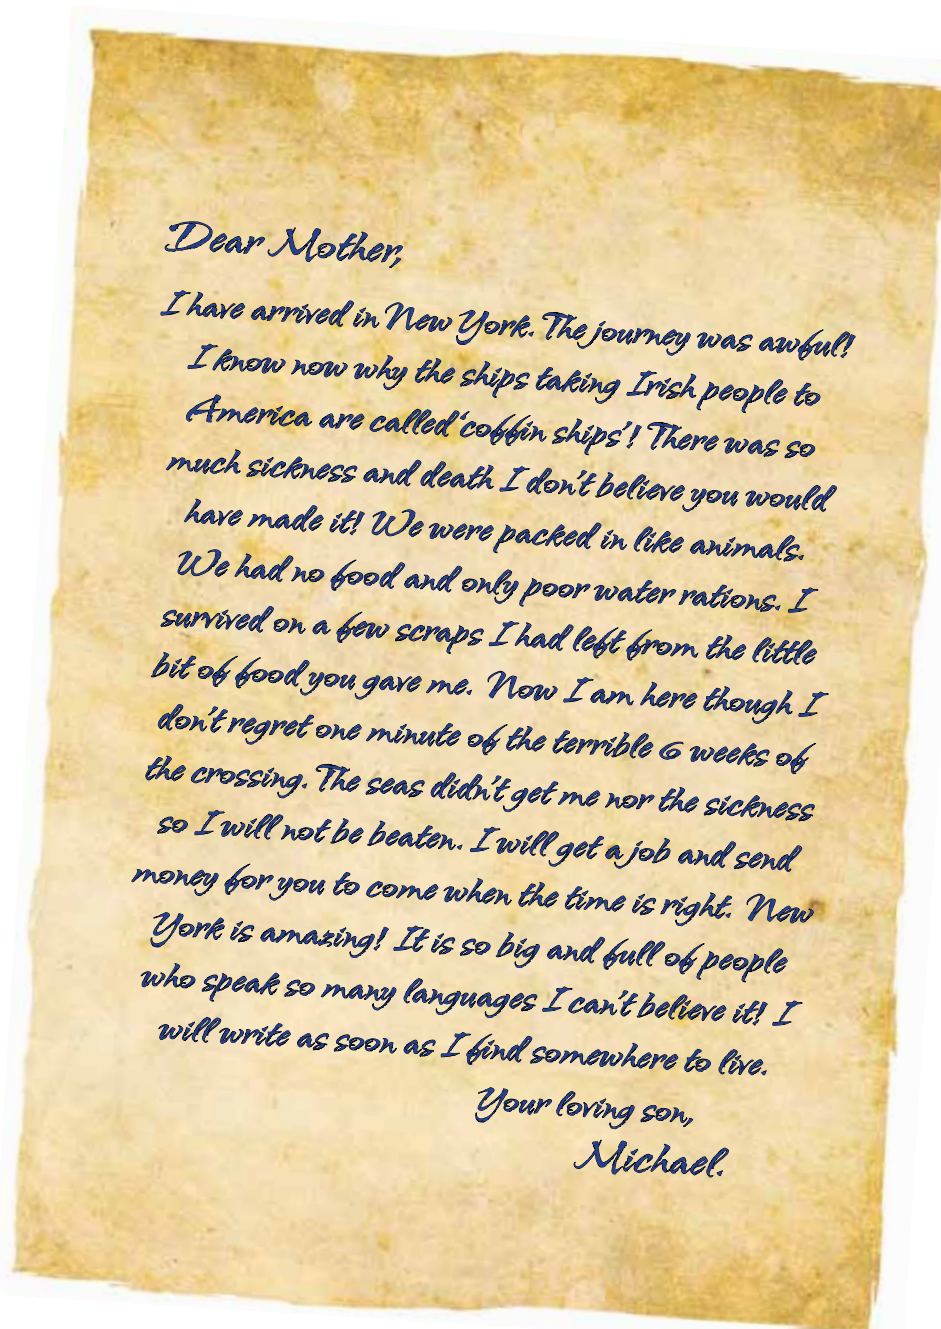 Dear Mother,
I have arrived in New York. The journey was awful!
I know now why the ships taking Irish people to
America are called 'coffin ships'! There was so
much sickness and death I don't believe you would
have made it! We were packed in like animals.
We had no food and only poor water rations. I
survived on a few scraps I had left from the little
bit of food you gave me. Now I am here though I
don't regret one minute of the terrible 6 weeks of
the crossing. The seas didn't get me nor the sickness
so I will not be beaten. I will get a job and send
money for you to come when the time is right. New
York is amazing! It is so big and full of people
who speak so many languages I can't believe it! I
will write as soon as I find somewhere to live.
Your loving son,
Michael.